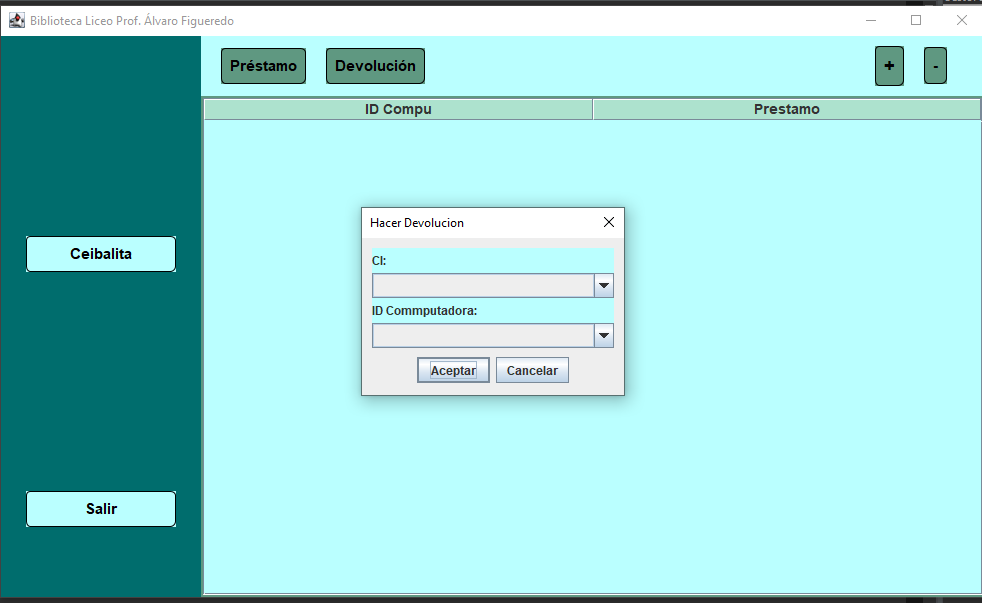 Biblioteca Liceo Prof. Álvaro Figueredo
Préstamo Devolución + -
ID Compu Prestamo
Hacer Devolucion
CI:
ID Commputadora:
Aceptar Cancelar
Ceibalita
Salir